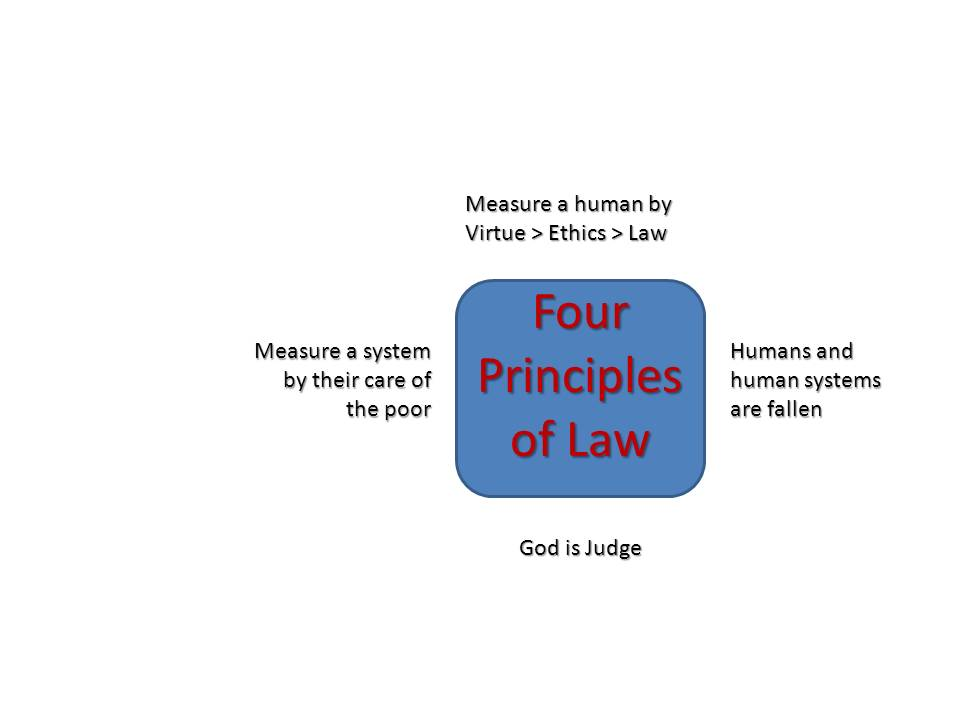 Measure a human by
Virtue > Ethics > Law
Four
Principles
of Law
Measure a system
by their care of
the poor
Humans and
human systems
are fallen
God is Judge